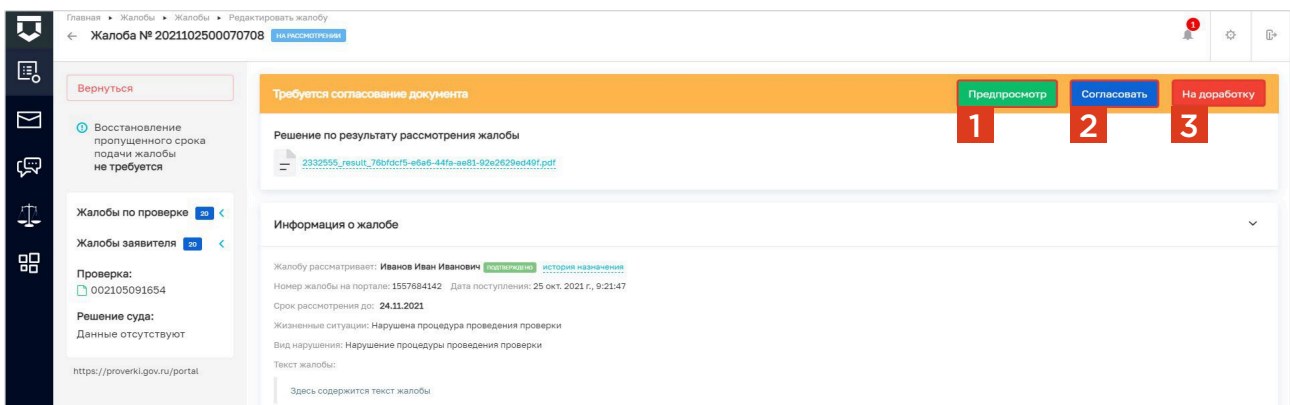 Главная ▸ Жалобы ▸ Жалобы ▸ Редактировать жалобу
← Жалоба № 2021102500070708 НА РАССМОТРЕНИИ
1
Вернуться
Восстановление
пропущенного срока
подачи жалобы
не требуется
Жалобы по проверке 20
Жалобы заявителя 20
Проверка:
002105091654
Решение суда:
Данные отсутствуют
https://proverki.gov.ru/portal
Требуется согласование документа
Предпросмотр
Согласовать
На доработку
1
2
3
Решение по результату рассмотрения жалобы
2332555_result_76bfdcf5-e6a6-44fa-ae81-92e2629ed49f.pdf
Информация о жалобе
Жалобу рассматривает: Иванов Иван Иванович ПОДТВЕРЖДЕНО история назначения
Номер жалобы на портале: 1557684142 Дата поступления: 25 окт. 2021 г., 9:21:47
Срок рассмотрения до: 24.11.2021
Жизненные ситуации: Нарушена процедура проведения проверки
Вид нарушения: Нарушение процедуры проведения проверки
Текст жалобы:
Здесь содержится текст жалобы